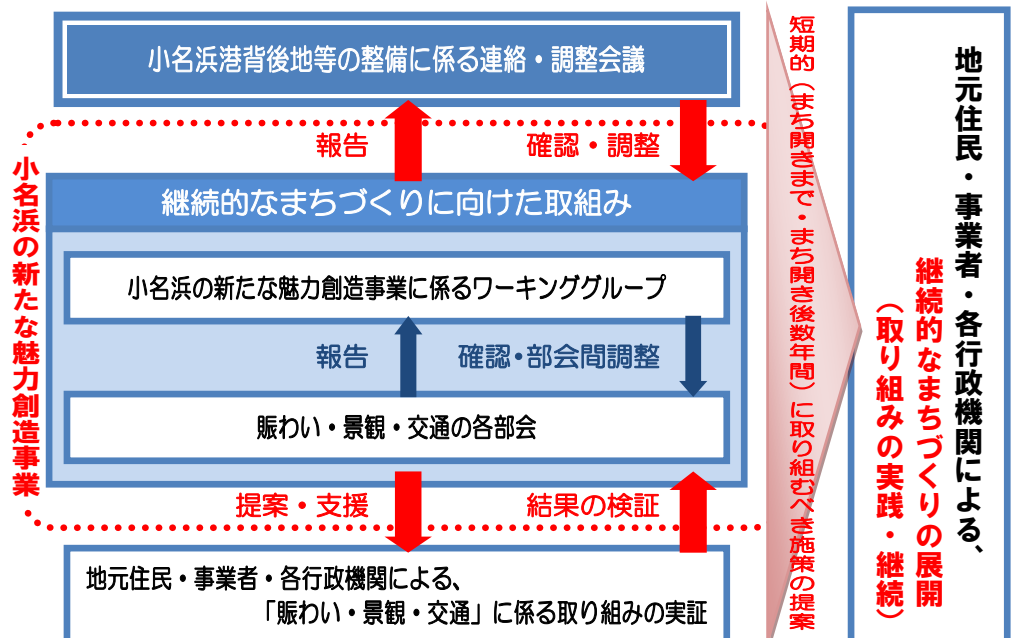 小名浜港背後地等の整備に係る連絡・調整会議
報告
確認・調整
小名浜の新たな魅力創造事業
継続的なまちづくりに向けた取組み
小名浜の新たな魅力創造事業に係るワーキンググループ
報告
確認・部会間調整
賑わい・景観・交通の各部会
提案・支援
結果の検証
地元住民・事業者・各行政機関による、
「賑わい・景観・交通」に係る取り組みの実証
短期的（まち開きまで・まち開き後数年間）に取り組むべき施策の提案
地元住民・事業者・各行政機関による、
継続的なまちづくりの展開
（取り組みの実践・継続）